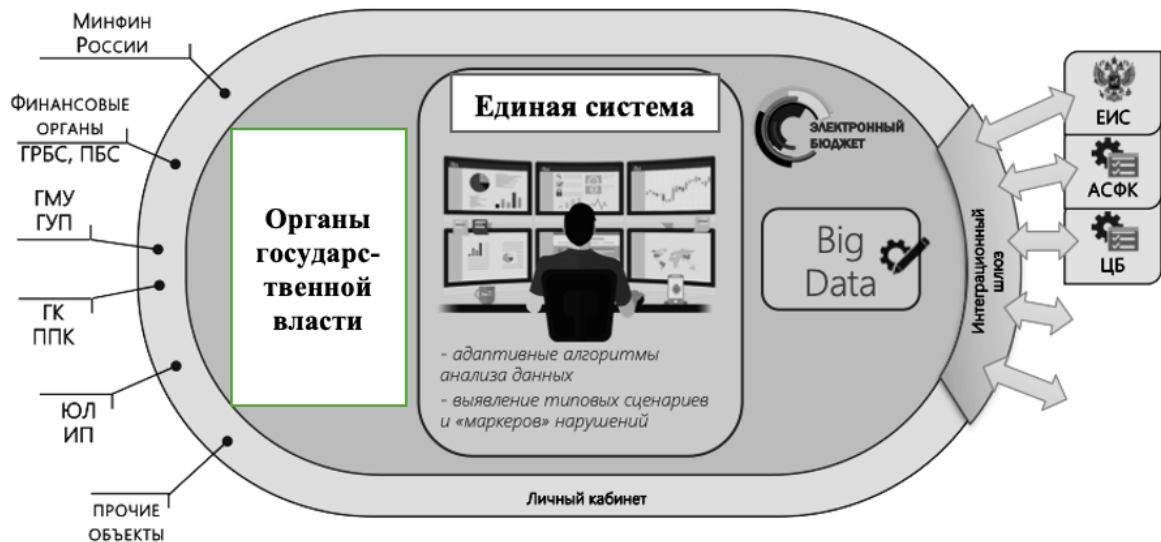 Минфин
России
Финансовые
органы
ГРБС, ПБС
ГМУ
ГУП
ГК
ППК
ЮЛ
ИП
прочие
объекты
Органы
государс-
твенной
власти
Единая система
- адаптивные алгоритмы
анализа данных
- выявление типовых сценариев
и «маркеров» нарушений
ЭЛЕКТРОННЫЙ
БЮДЖЕТ
Big
Data
Интеграционный
шлюз
ЕИС
АСФК
ЦБ
Личный кабинет